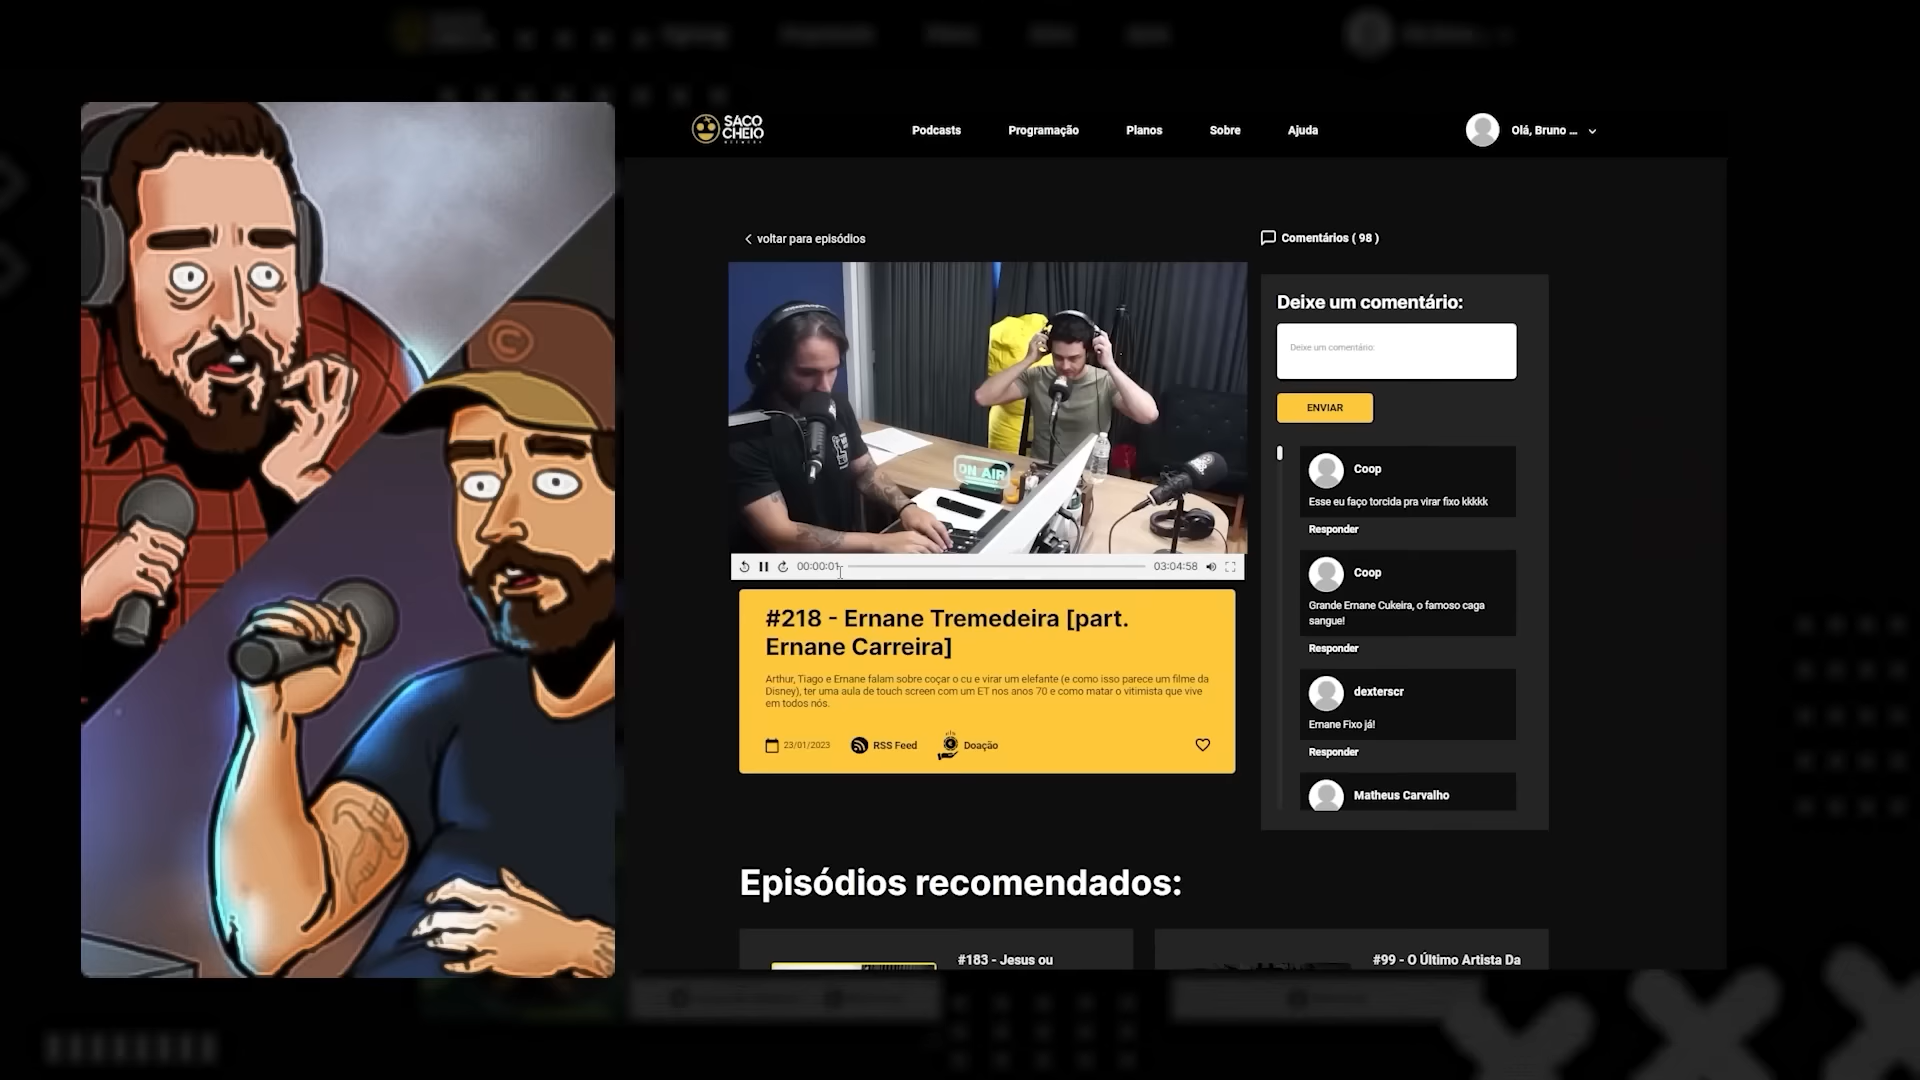 SACO
CHEIO
Podcasts
Programação
Planos
Sobre
Ajuda
Olá, Bruno ...
voltar para episódios
Comentários ( 98 )
ON AIR
00:00:01
03:04:58
#218 - Ernane Tremedeira [part.
Ernane Carreira]
Arthur, Tiago e Ernane falam sobre coçar o cu e virar um elefante (e como isso parece um filme da
Disney), ter uma aula de touch screen com um ET nos anos 70 e como matar o vitimista que vive
em todos nós.
23/01/2023
RSS Feed
Doação
Deixe um comentário:
Deixe um comentário:
ENVIAR
Coop
Esse eu faço torcida pra virar fixo kkkkk
Responder
Coop
Grande Ernane Cukeira, o famoso caga
sangue!
Responder
dexterscr
Ernane Fixo já!
Responder
Matheus Carvalho
Episódios recomendados:
#183 - Jesus ou
#99 - O Último Artista Da